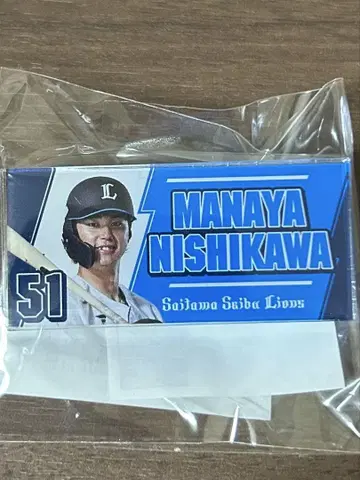 L
MANAYA
NISHIKAWA
51
Saitama Seibu Lions